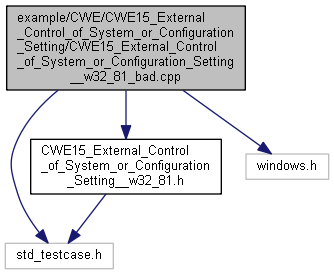 example/CWE/CWE15_External
_Control_of_System_or_Configuration
_Setting/CWE15_External_Control
_of_System_or_Configuration_Setting
__w32_81_bad.cpp
CWE15_External_Control
_of_System_or_Configuration
_Setting__w32_81.h
windows.h
std_testcase.h